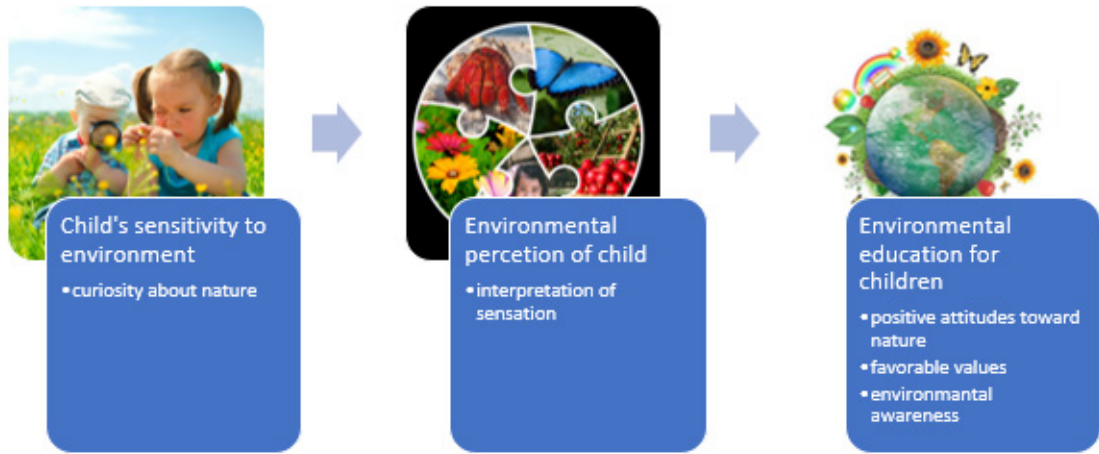 Child's sensitivity to
environment
•curiosity about nature
Environmental
percetion of child
•interpretation of
sensation
Environmental
education for
children
•positive attitudes toward
nature
•favorable values
•environmantal
awareness